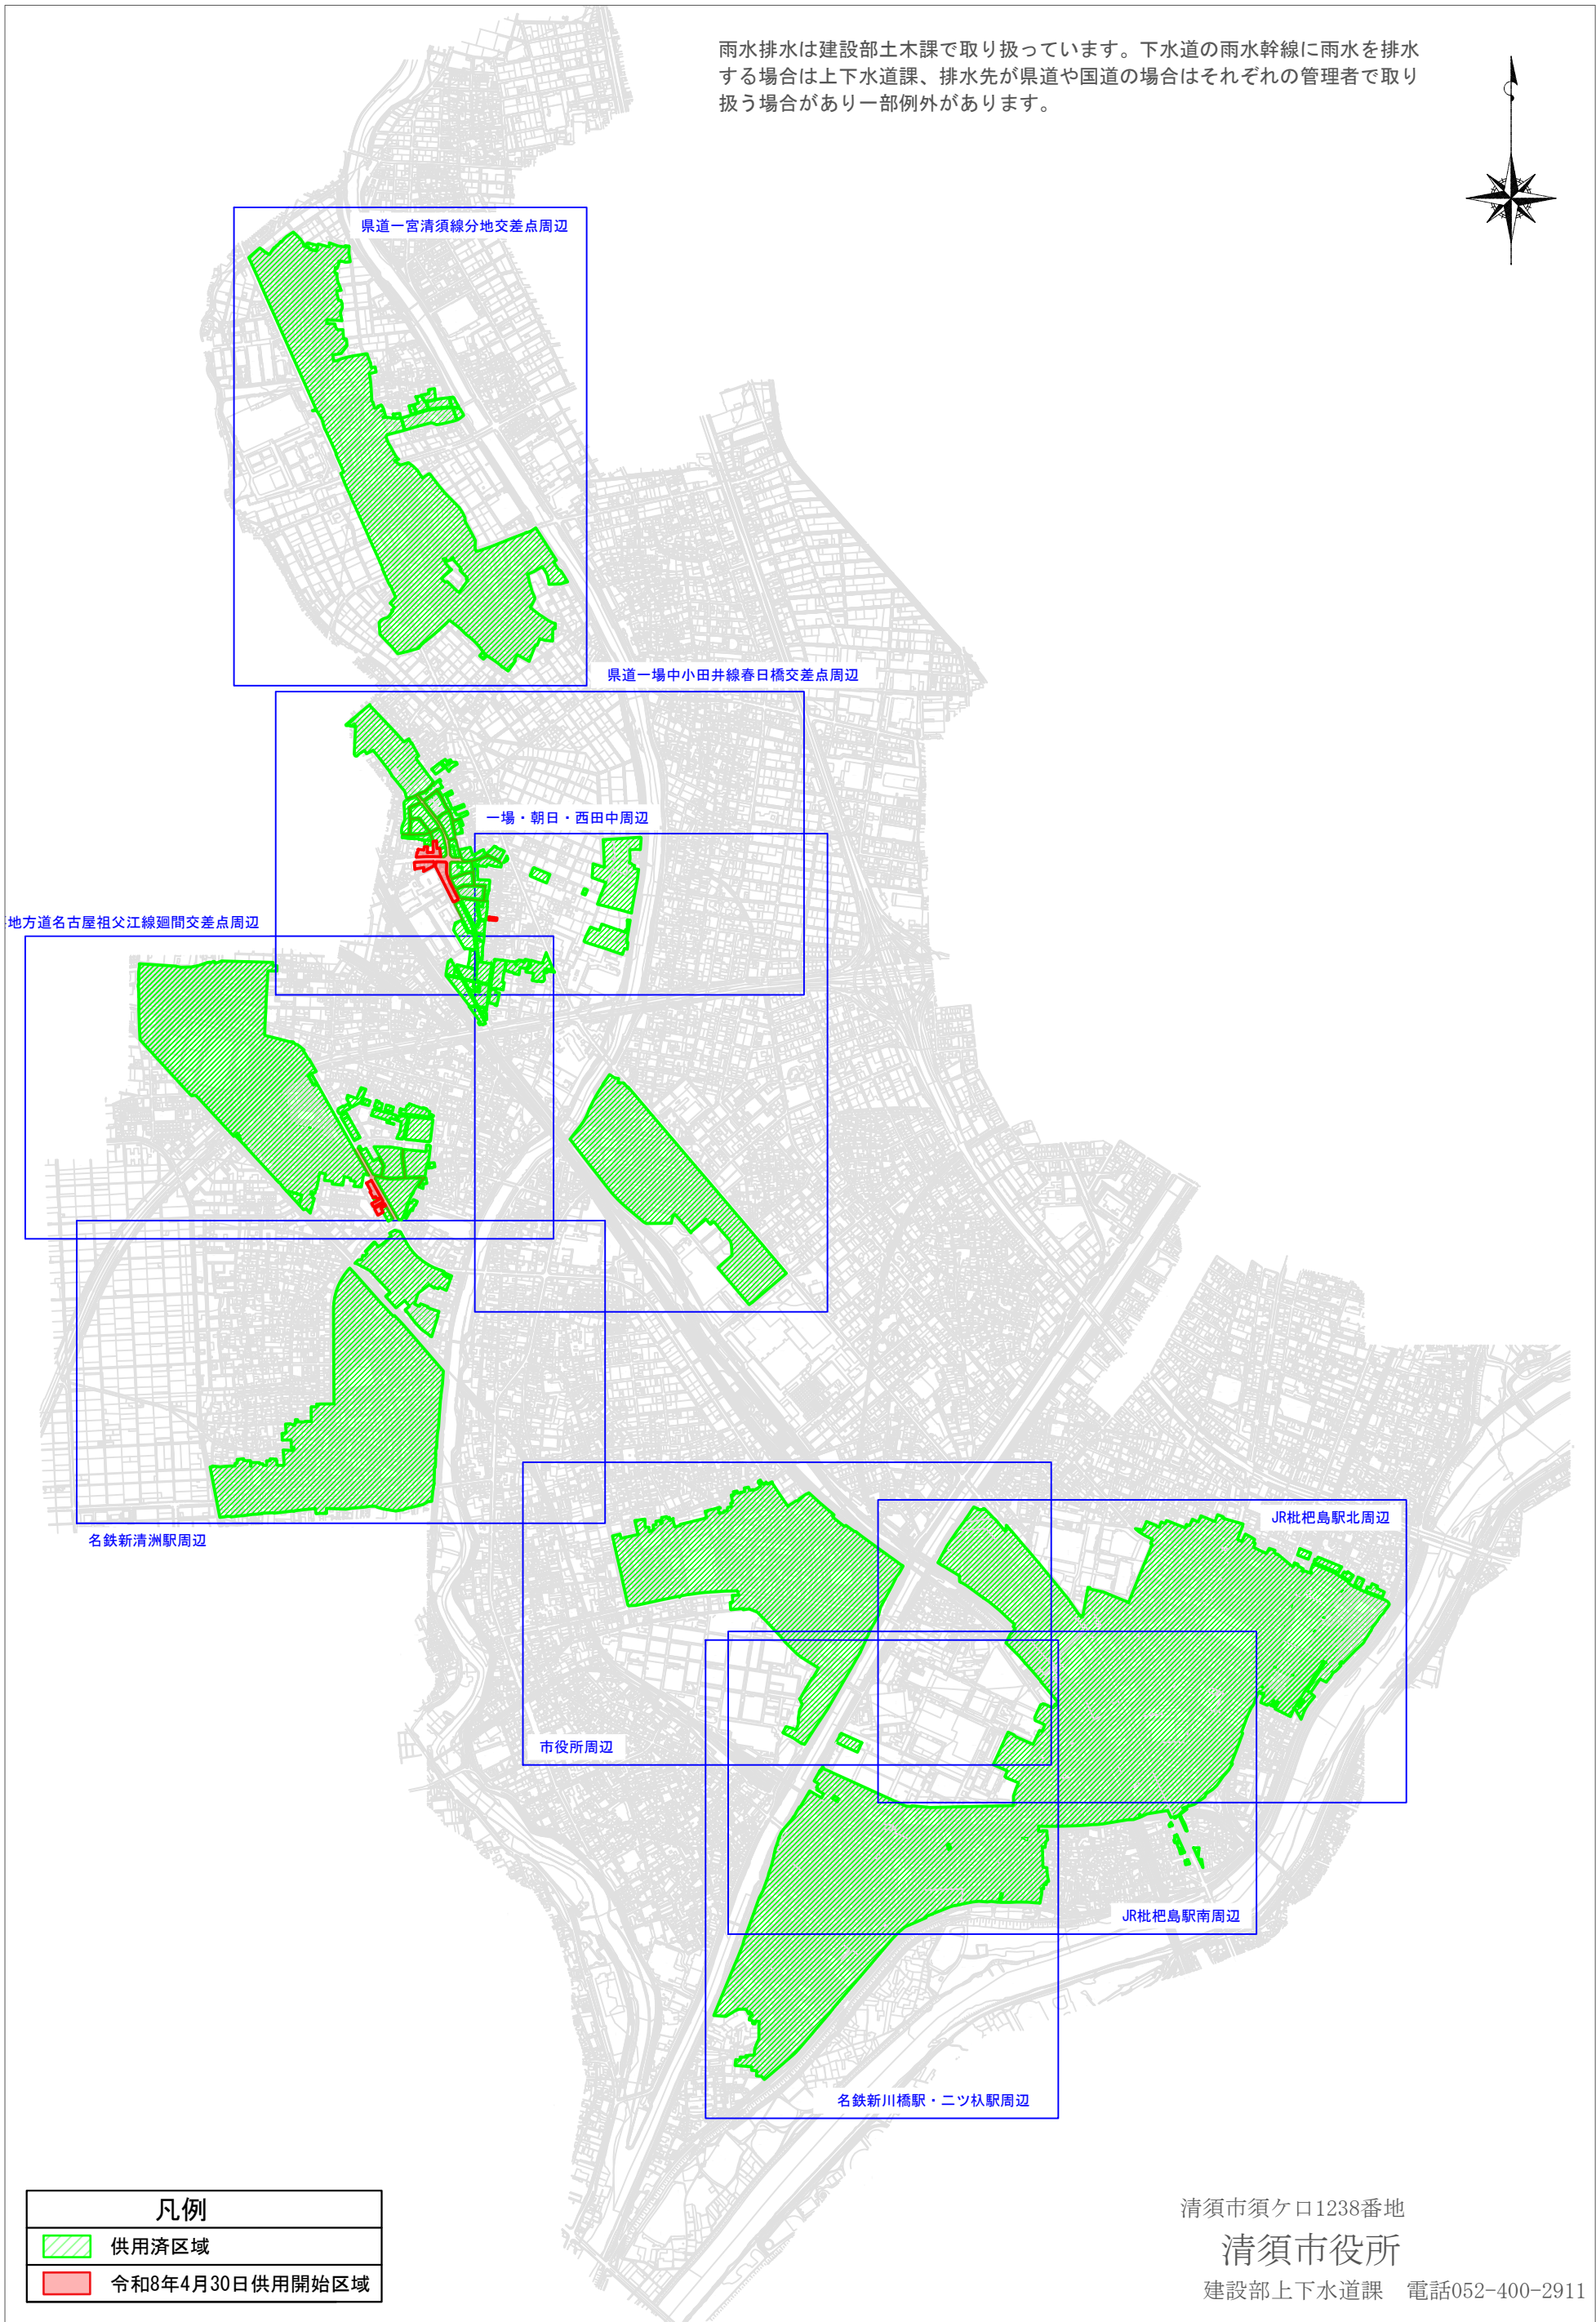 雨水排水は建設部土木課で取り扱っています。下水道の雨水幹線に雨水を排水
する場合は上下水道課、排水先が県道や国道の場合はそれぞれの管理者で取り
扱う場合があり一部例外があります。
県道一宮清須線分地交差点周辺
県道一場中小田井線春日橋交差点周辺
一場・朝日・西田中周辺
地方道名古屋祖父江線廻間交差点周辺
名鉄新清洲駅周辺
JR枇杷島駅北周辺
市役所周辺
JR枇杷島駅南周辺
名鉄新川橋駅・二ツ杁駅周辺
凡例
供用済区域
令和8年4月30日供用開始区域
清須市須ケ口1238番地
清須市役所
建設部上下水道課　電話052-400-2911